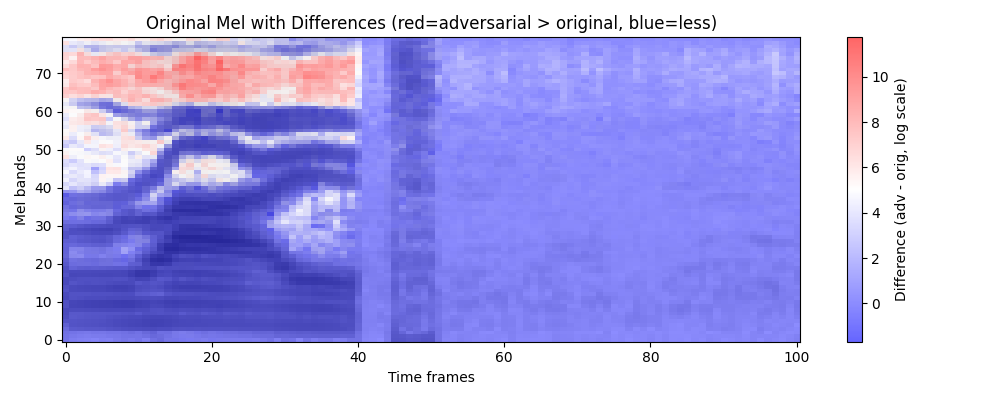 Original Mel with Differences (red=adversarial > original, blue=less)
70
60
50
40
30
20
10
0
Mel bands
0 20 40 60 80 100
Time frames
10
8
6
4
2
0
Difference (adv - orig, log scale)